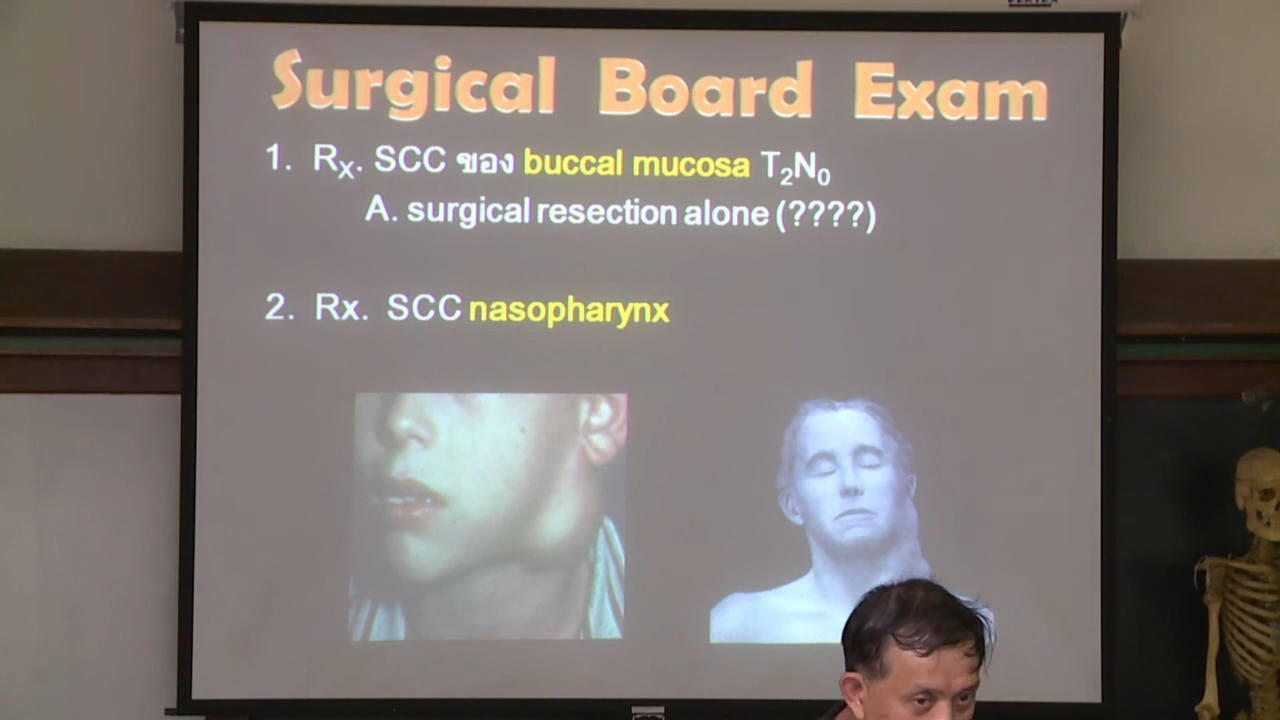 Surgical Board Exam
1. Rx. SCC ของ buccal mucosa T2N0
A. surgical resection alone (????)
2. Rx. SCC nasopharynx